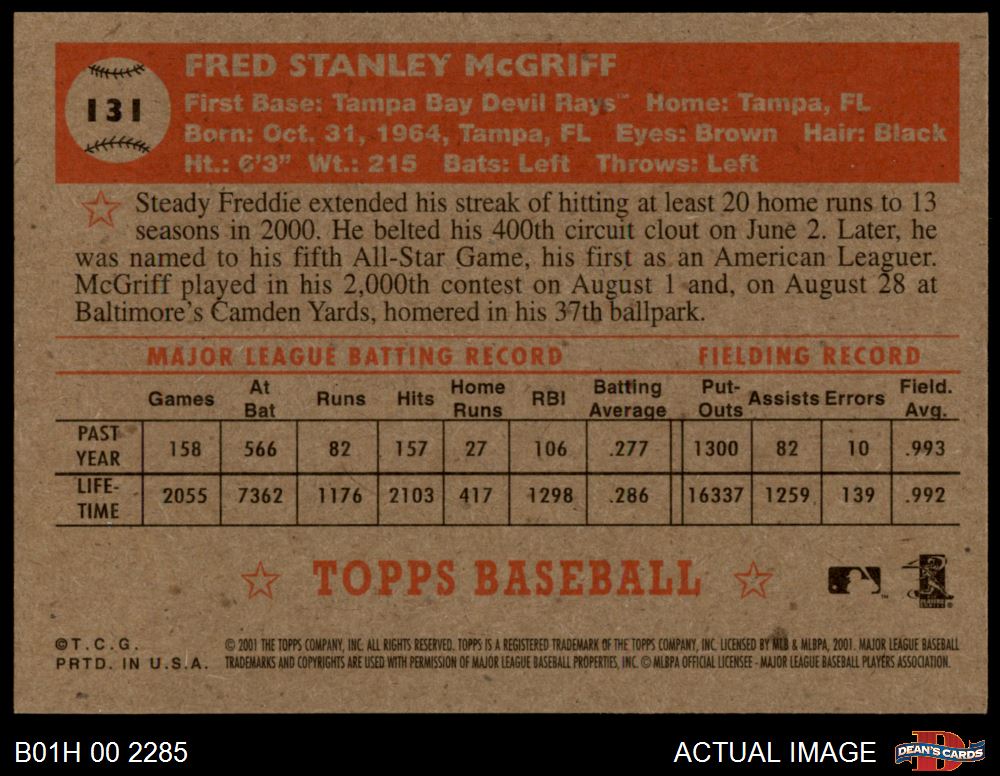 131
FRED STANLEY McGRIFF
First Base: Tampa Bay Devil Rays™ Home: Tampa, FL
Born: Oct. 31, 1964, Tampa, FL Eyes: Brown Hair: Black
Ht.: 6'3" Wt.: 215 Bats: Left Throws: Left
Steady Freddie extended his streak of hitting at least 20 home runs to 13
seasons in 2000. He belted his 400th circuit clout on June 2. Later, he
was named to his fifth All-Star Game, his first as an American Leaguer.
McGriff played in his 2,000th contest on August 1 and, on August 28 at
Baltimore's Camden Yards, homered in his 37th ballpark.
MAJOR LEAGUE BATTING RECORD FIELDING RECORD
Games At Bat Runs Hits Home Runs RBI Batting Average Put-Outs Assists Errors Field. Avg.
PAST YEAR 158 566 82 157 27 106 .277 1300 82 10 .993
LIFE-TIME 2055 7362 1176 2103 417 1298 .286 16337 1259 139 .992
TOPPS BASEBALL
©T.C.G.
PRTD. IN U.S.A.
© 2001 THE TOPPS COMPANY, INC. ALL RIGHTS RESERVED. TOPPS IS A REGISTERED TRADEMARK OF THE TOPPS COMPANY, INC. LICENSED BY MLB & MLBPA, 2001. MAJOR LEAGUE BASEBALL
TRADEMARKS AND COPYRIGHTS ARE USED WITH PERMISSION OF MAJOR LEAGUE BASEBALL PROPERTIES, INC. © MLBPA OFFICIAL LICENSEE - MAJOR LEAGUE BASEBALL PLAYERS ASSOCIATION.
B01H 00 2285
ACTUAL IMAGE
DEAN'S CARDS